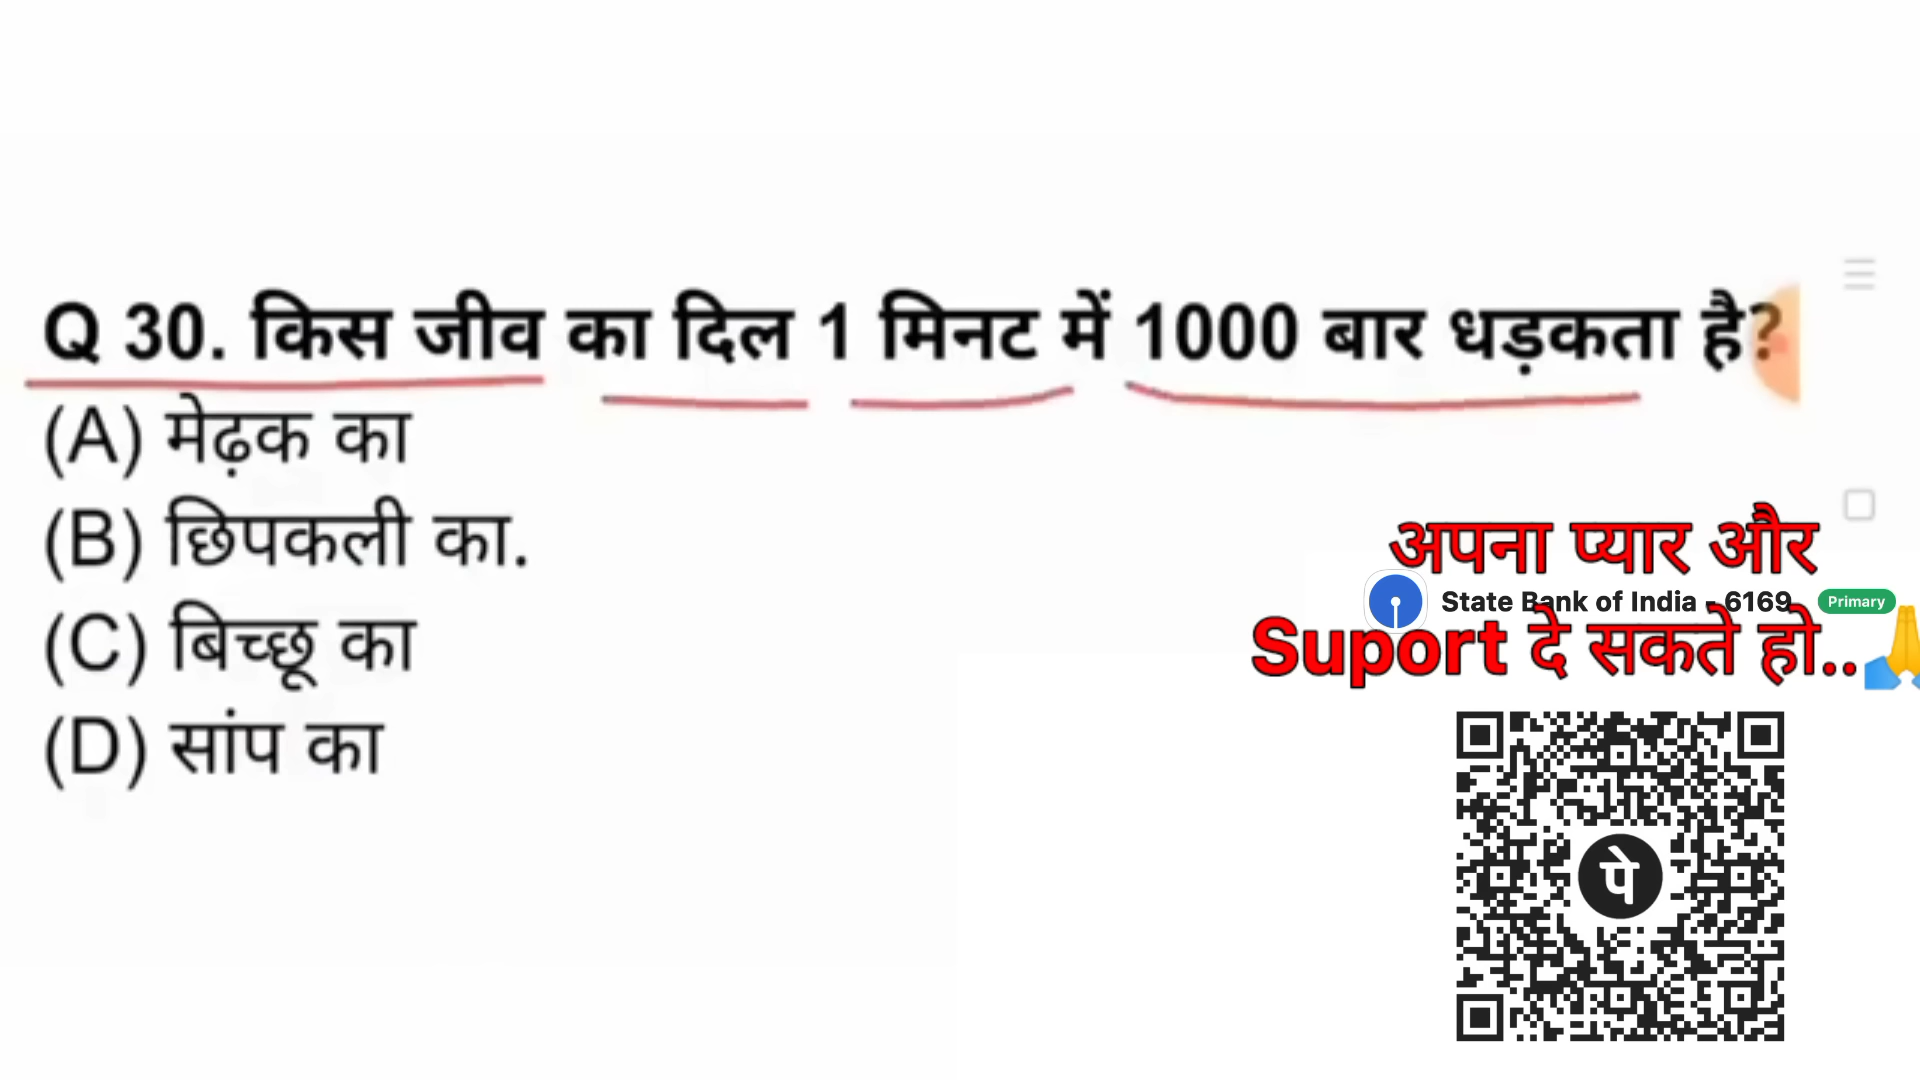 Q 30. किस जीव का दिल 1 मिनट में 1000 बार धड़कता है?
(A) मेढ़क का
(B) छिपकली का.
(C) बिच्छू का
(D) सांप का
अपना प्यार और
State Bank of India - 6169
Primary
Suport दे सकते हो..🙏
पे